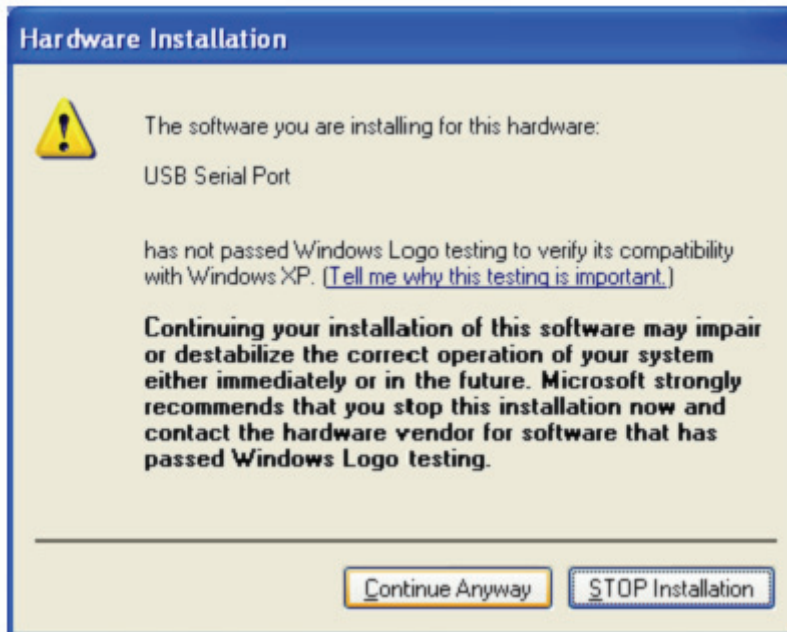 Hardware Installation
The software you are installing for this hardware:
USB Serial Port
has not passed Windows Logo testing to verify its compatibility
with Windows XP. (Tell me why this testing is important.)
Continuing your installation of this software may impair
or destabilize the correct operation of your system
either immediately or in the future. Microsoft strongly
recommends that you stop this installation now and
contact the hardware vendor for software that has
passed Windows Logo testing.
Continue Anyway
STOP Installation